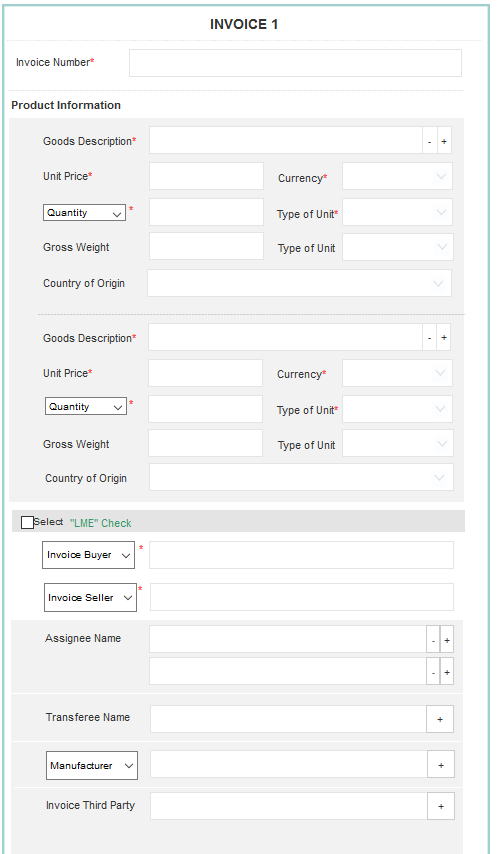 INVOICE 1
Invoice Number*
Product Information
Goods Description* - +
Unit Price* Currency*
Quantity * Type of Unit*
Gross Weight Type of Unit
Country of Origin
Goods Description* - +
Unit Price* Currency*
Quantity * Type of Unit*
Gross Weight Type of Unit
Country of Origin
Select "LME" Check
Invoice Buyer *
Invoice Seller *
Assignee Name - +
- +
Transferee Name +
Manufacturer +
Invoice Third Party +